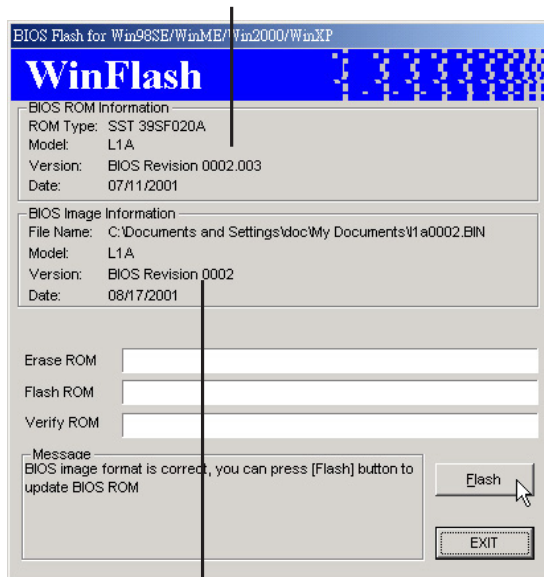 BIOS Flash for Win98SE/WinME/Win2000/WinXP
WinFlash
BIOS ROM Information
ROM Type: SST 39SF020A
Model: L1A
Version: BIOS Revision 0002.003
Date: 07/11/2001
BIOS Image Information
File Name: C:\Documents and Settings\doc\My Documents\l1a0002.BIN
Model: L1A
Version: BIOS Revision 0002
Date: 08/17/2001
Erase ROM
Flash ROM
Verify ROM
Message
BIOS image format is correct, you can press [Flash] button to
update BIOS ROM
Flash
EXIT